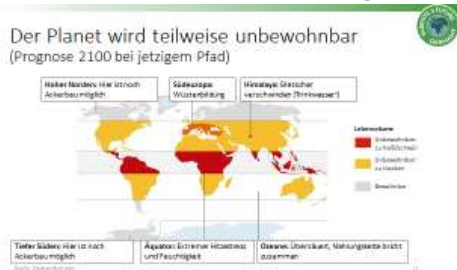 Der Planet wird teilweise unbewohnbar
(Prognose 2100 bei jetzigem Pfad)
Hoher Norden: Hier ist noch
Ackerbau möglich
Südeuropa:
Wüstenbildung
Himalaya: Gletscher
verschwinden (Trinkwasser!)
Lebensräume
Unbewohnbar:
Unbewohnbar:
zu trocken
Bewohnbar
Tiefer Süden: Hier ist noch
Ackerbau möglich
Äquator: Extremer Hitzestress
und Feuchtigkeit
Ozeane: Übersäuert, Nahrungskette bricht
zusammen